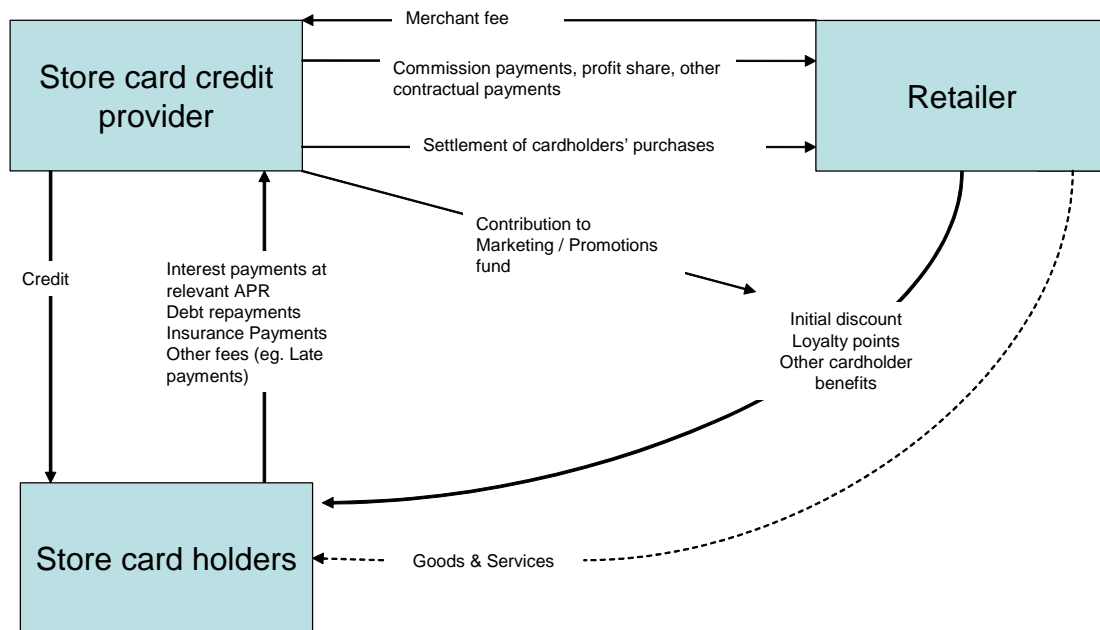 Merchant fee
Store card credit
provider
Commission payments, profit share, other
contractual payments
Retailer
Settlement of cardholders’ purchases
Contribution to
Marketing / Promotions
fund
Credit
Interest payments at
relevant APR
Debt repayments
Insurance Payments
Other fees (eg. Late
payments)
Initial discount
Loyalty points
Other cardholder
benefits
Store card holders
Goods & Services